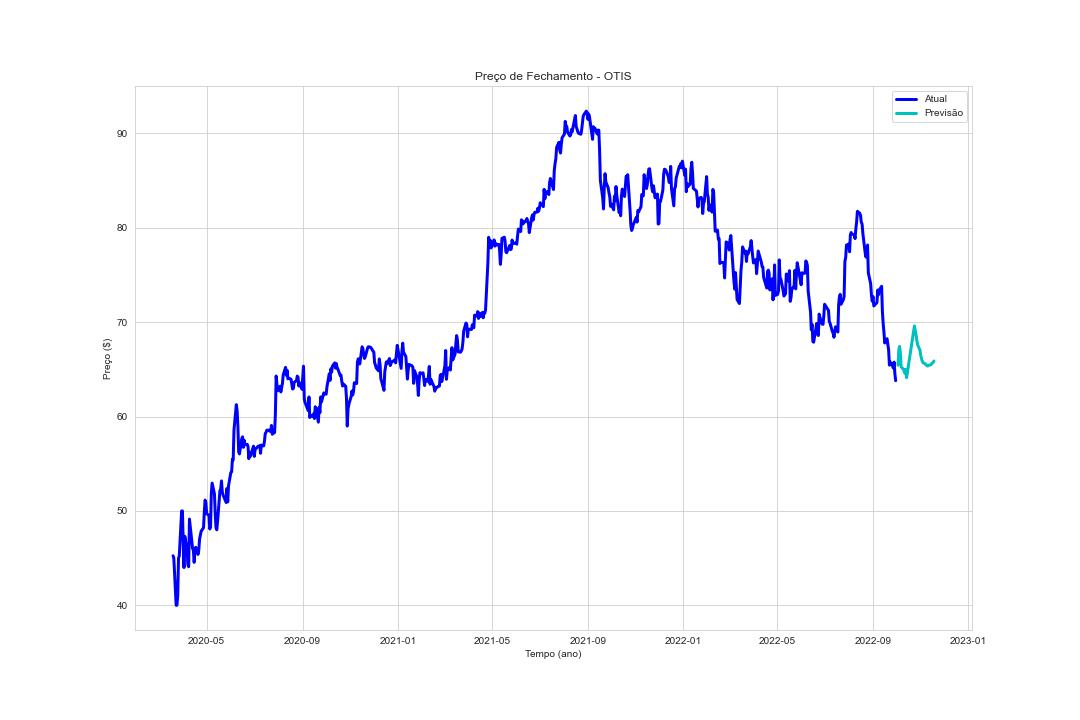 Preço de Fechamento - OTIS
Atual
Previsão
Preço ($)
90
80
70
60
50
40
2020-05 2020-09 2021-01 2021-05 2021-09 2022-01 2022-05 2022-09 2023-01
Tempo (ano)